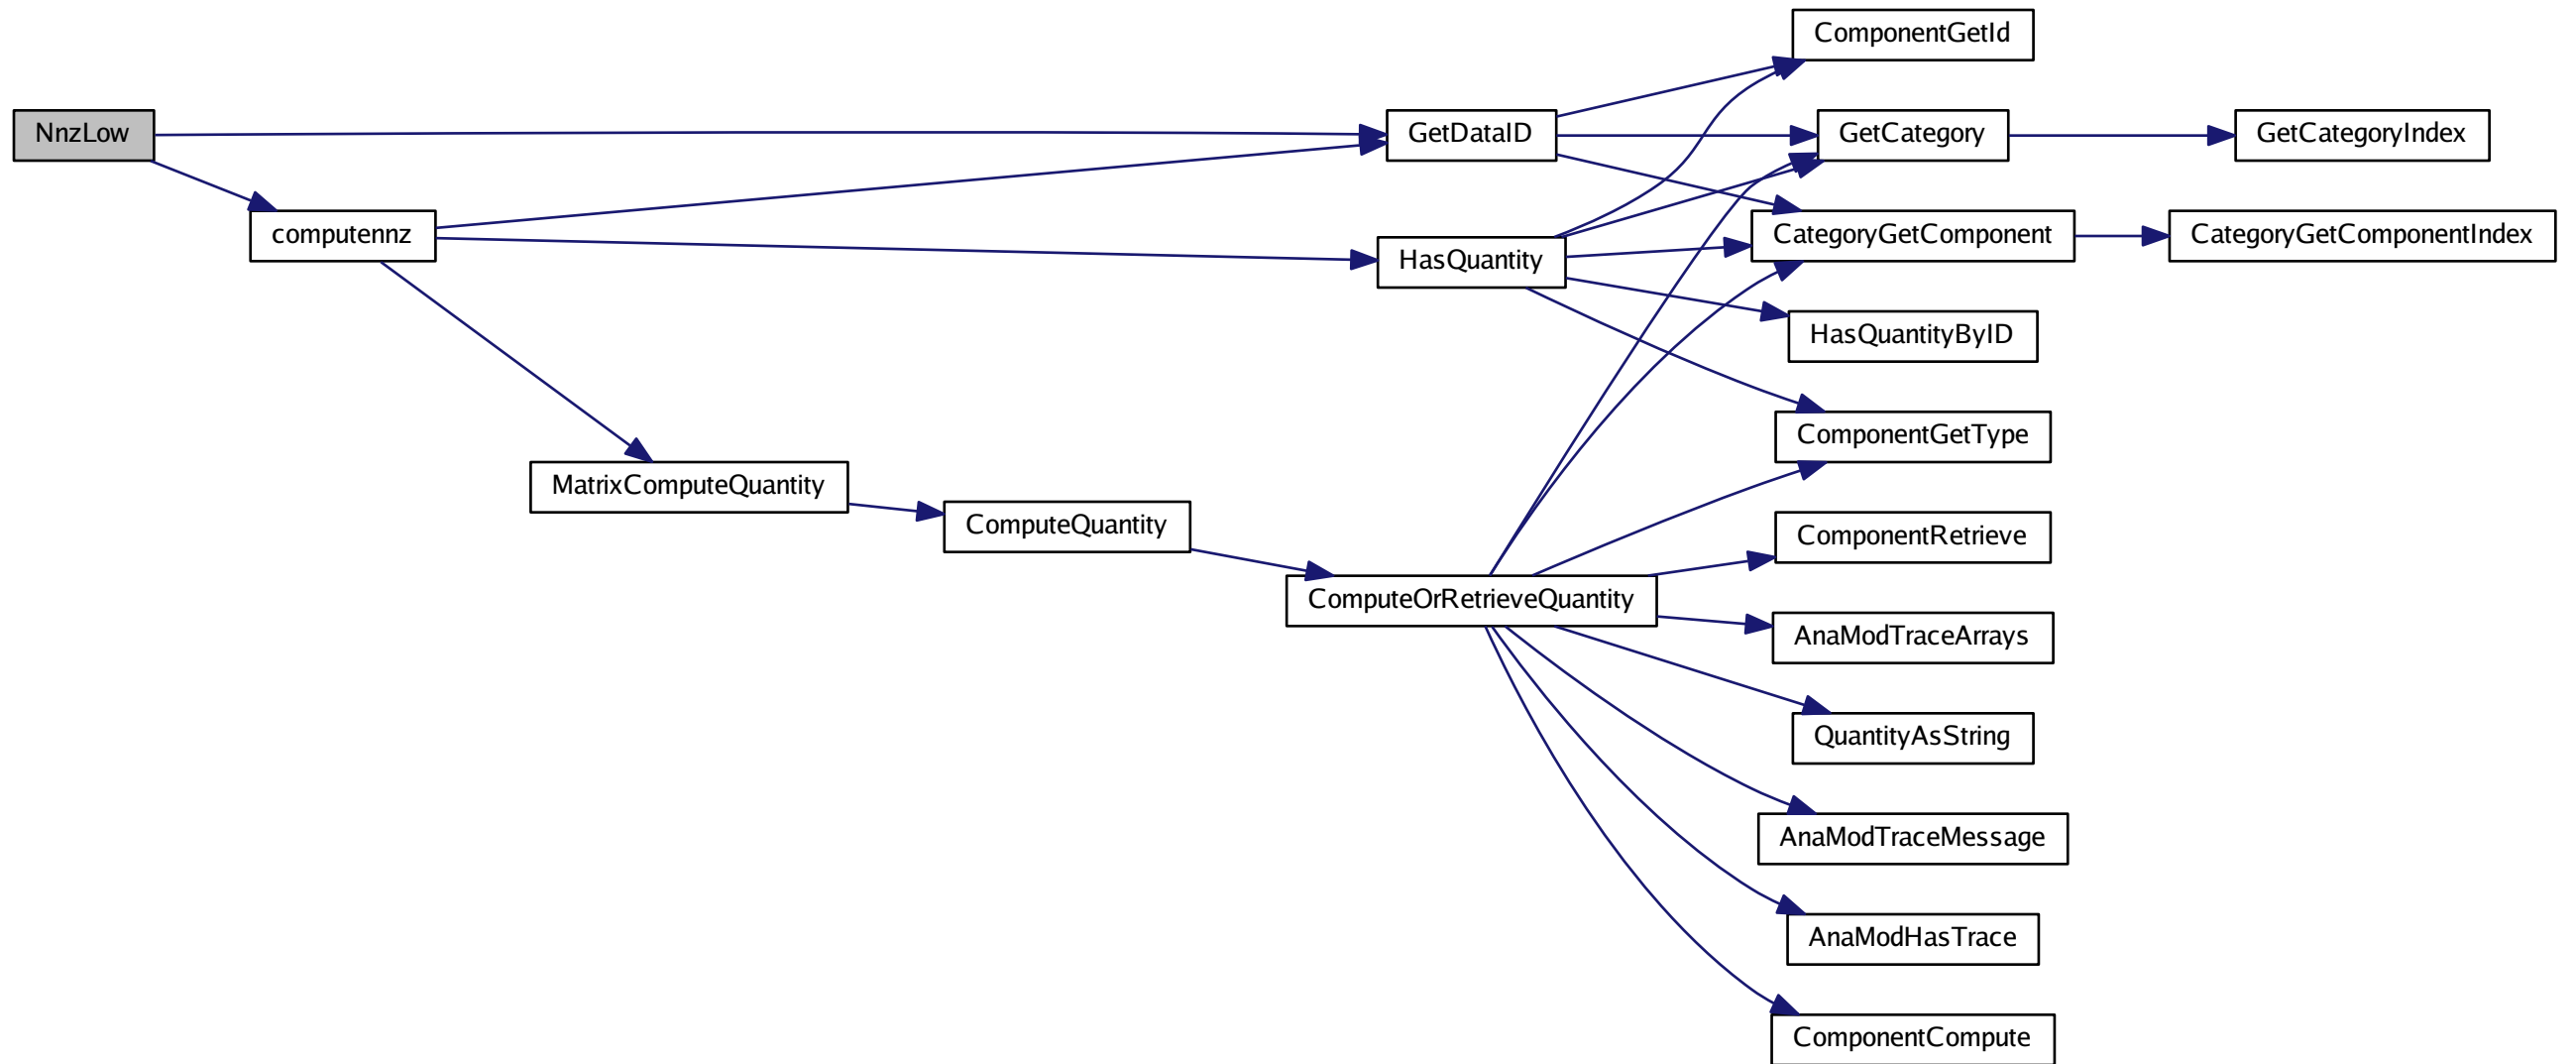 ComponentGetId
NnzLow
GetDataID
GetCategory
GetCategoryIndex
computennz
CategoryGetComponent
CategoryGetComponentIndex
HasQuantity
HasQuantityByID
ComponentGetType
MatrixComputeQuantity
ComputeQuantity
ComponentRetrieve
ComputeOrRetrieveQuantity
AnaModTraceArrays
QuantityAsString
AnaModTraceMessage
AnaModHasTrace
ComponentCompute